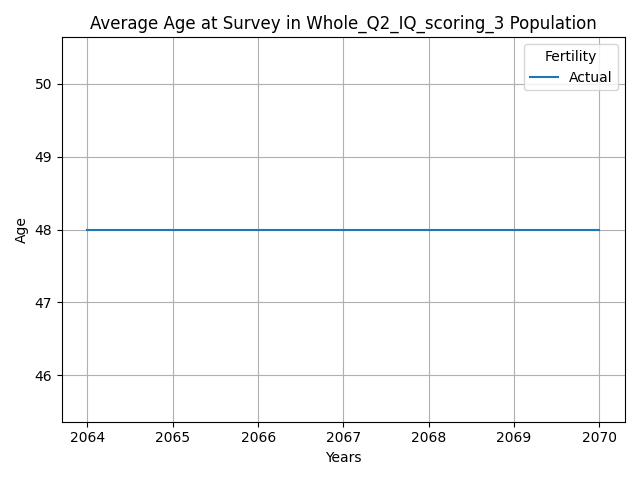 Average Age at Survey in Whole_Q2_IQ_scoring_3 Population
Fertility
Actual
50
49
48
47
46
Age
2064 2065 2066 2067 2068 2069 2070
Years